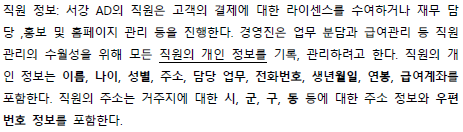 직원 정보: 서강 AD의 직원은 고객의 결제에 대한 라이센스를 수여하거나 재무 담
당 ,홍보 및 홈페이지 관리 등을 진행한다. 경영진은 업무 분담과 급여관리 등 직원
관리의 수월성을 위해 모든 직원의 개인 정보를 기록, 관리하려고 한다. 직원의 개
인 정보는 이름, 나이, 성별, 주소, 담당 업무, 전화번호, 생년월일, 연봉, 급여계좌를
포함한다. 직원의 주소는 거주지에 대한 시, 군, 구, 동 등에 대한 주소 정보와 우편
번호 정보를 포함한다.